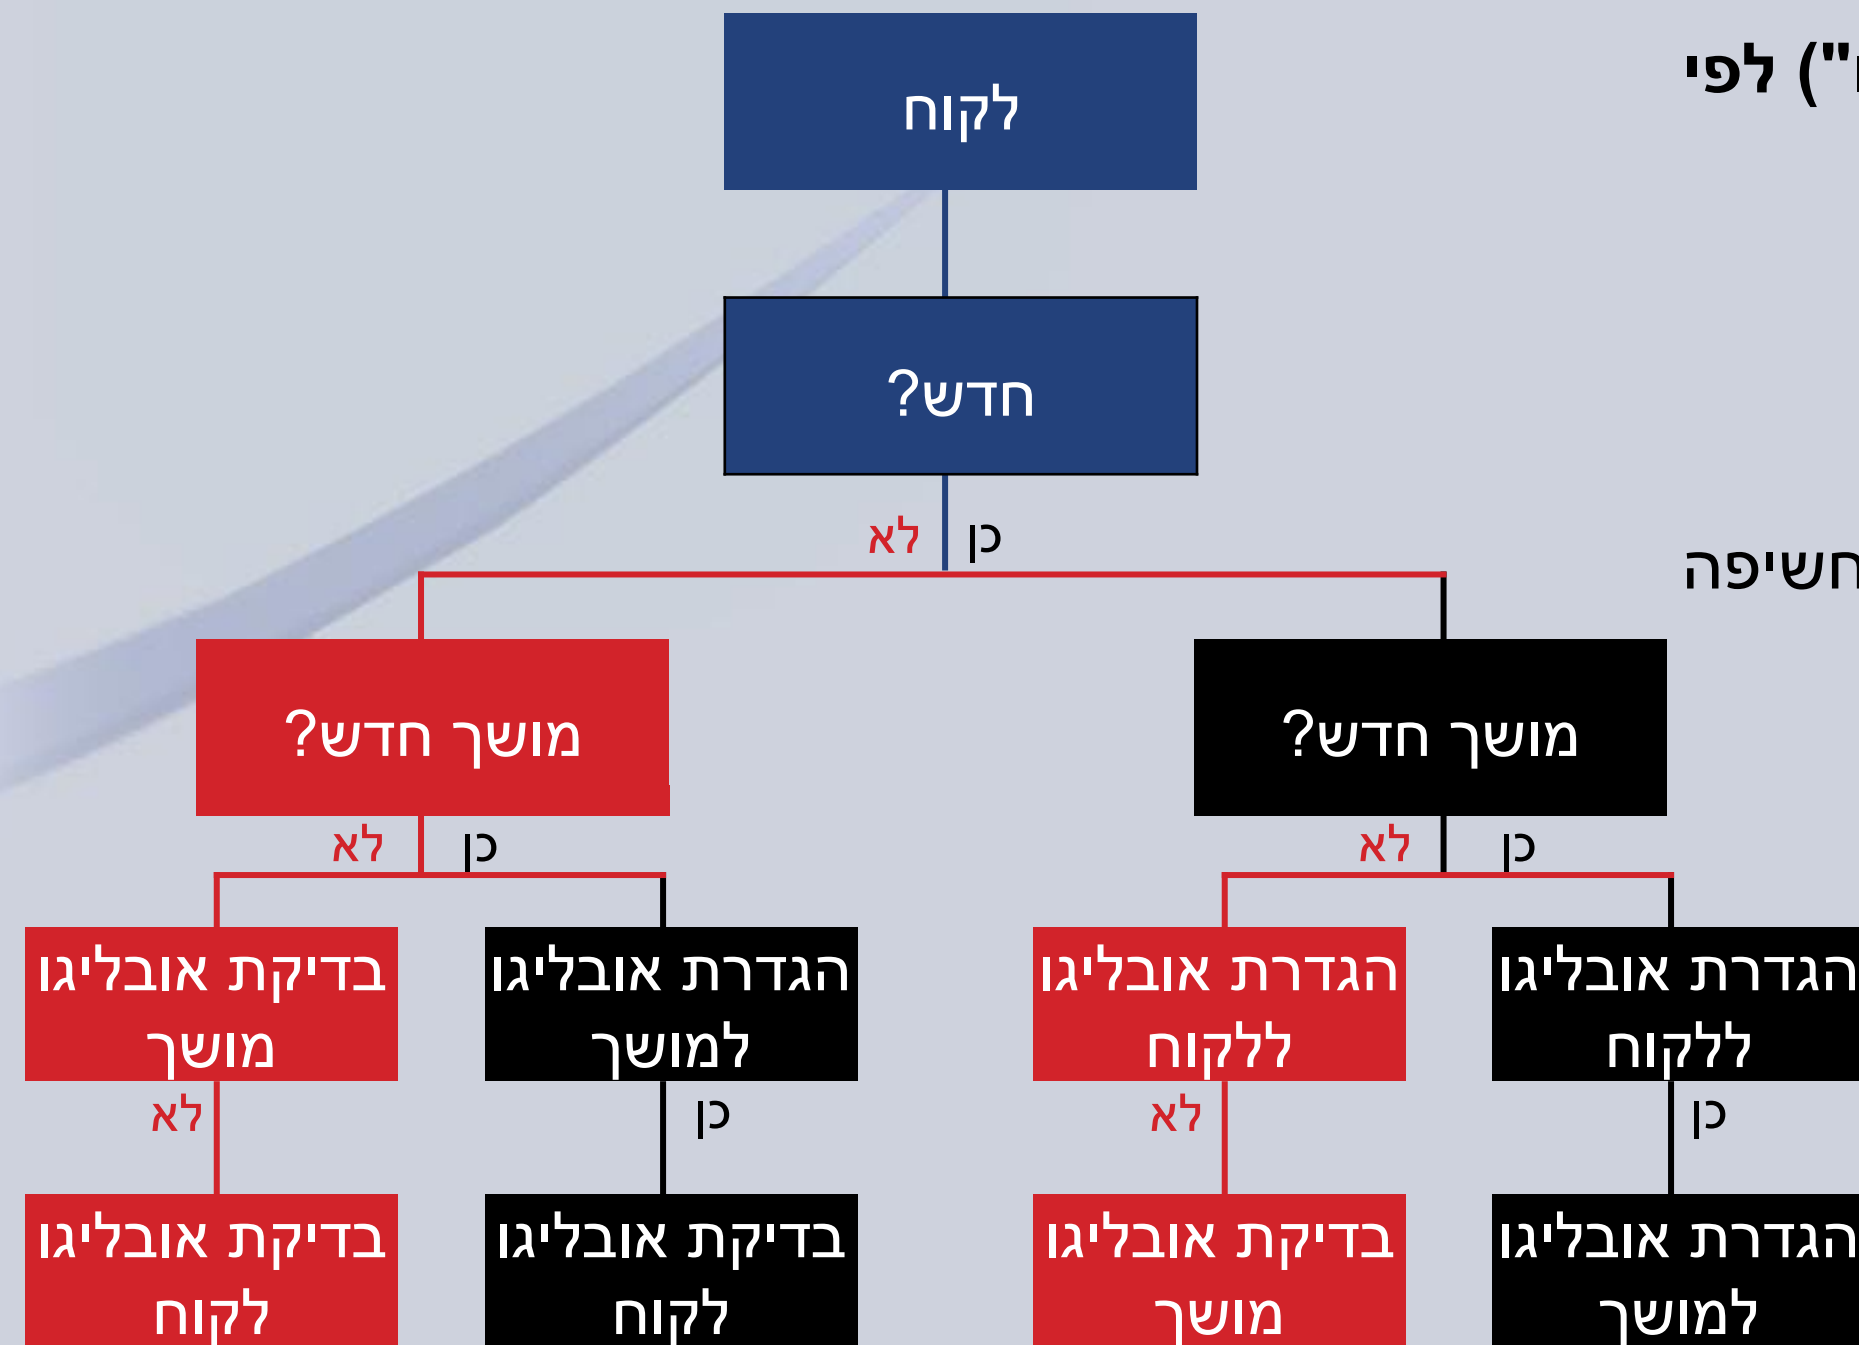 לקוח
") לפי
חדש?
לא
כן
חשיפה
מושך חדש?
מושך חדש?
כן
לא
כן
לא
הגדרת אובליגו
ללקוח
הגדרת אובליגו
ללקוח
הגדרת אובליגו
למושך
בדיקת אובליגו
מושך
כן
לא
כן
לא
הגדרת אובליגו
למושך
בדיקת אובליגו
מושך
בדיקת אובליגו
לקוח
בדיקת אובליגו
לקוח